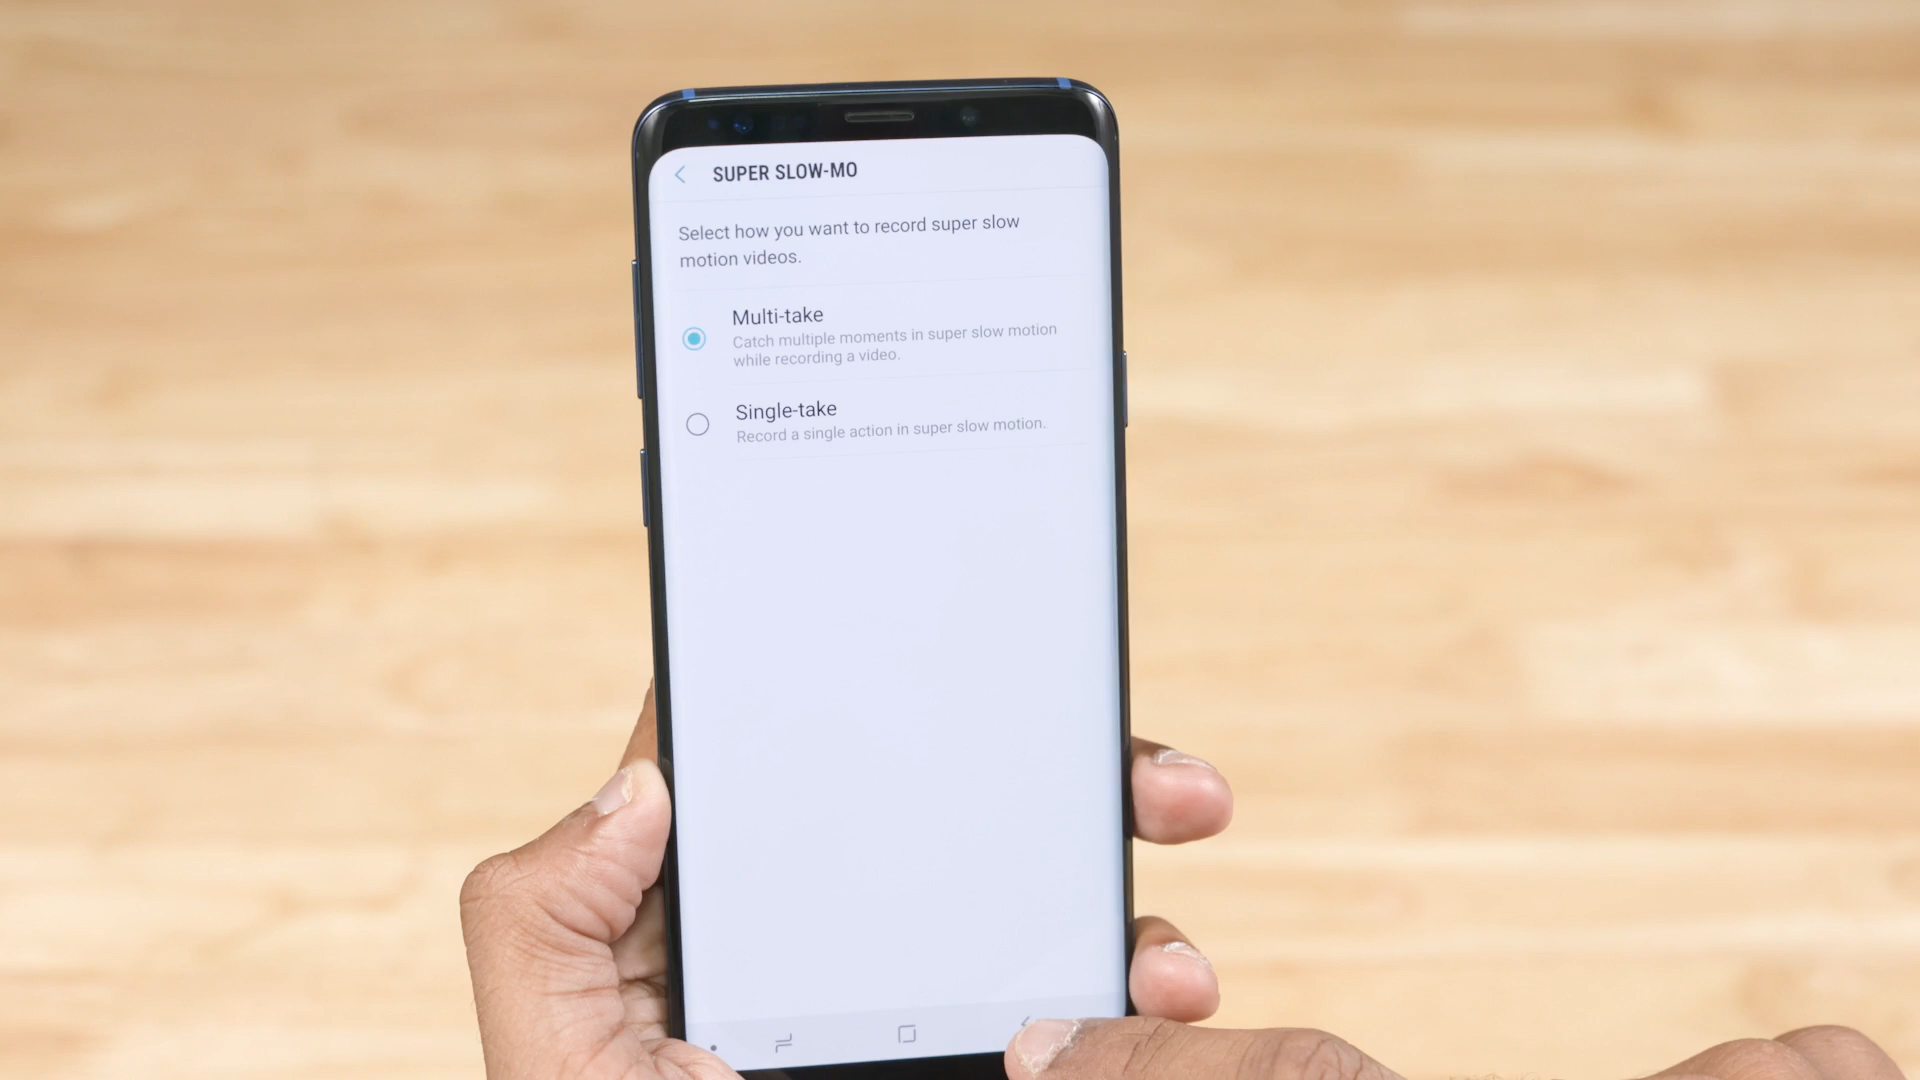 SUPER SLOW-MO
Select how you want to record super slow
motion videos.
Multi-take
Catch multiple moments in super slow motion
while recording a video.
Single-take
Record a single action in super slow motion.